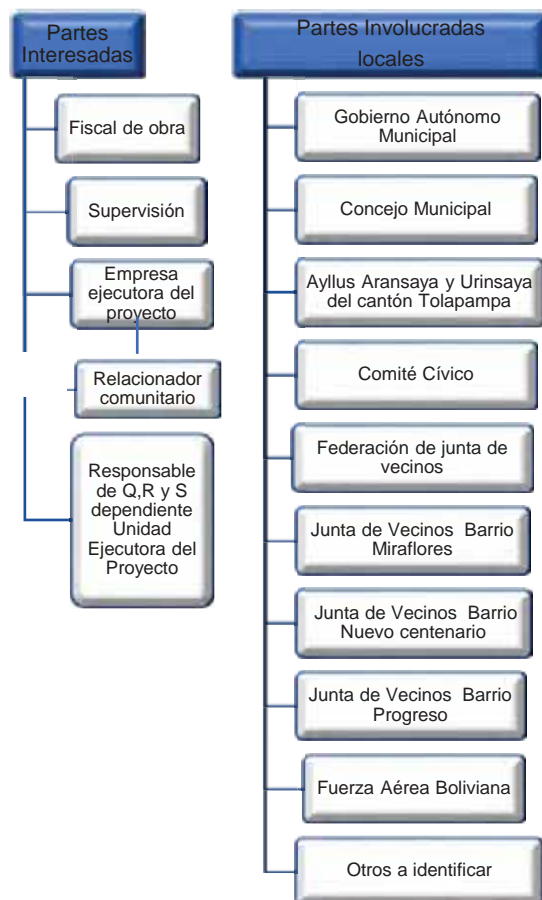 Partes
Interesadas
Fiscal de obra
Supervisión
Empresa
ejecutora del
proyecto
Relacionador
comunitario
Responsable
de Q,R y S
dependiente
Unidad
Ejecutora del
Proyecto
Partes Involucradas
locales
Gobierno Autónomo
Municipal
Concejo Municipal
Ayllus Aransaya y Urinsaya
del cantón Tolapampa
Comité Cívico
Federación de junta de
vecinos
Junta de Vecinos Barrio
Miraflores
Junta de Vecinos Barrio
Nuevo centenario
Junta de Vecinos Barrio
Progreso
Fuerza Aérea Boliviana
Otros a identificar